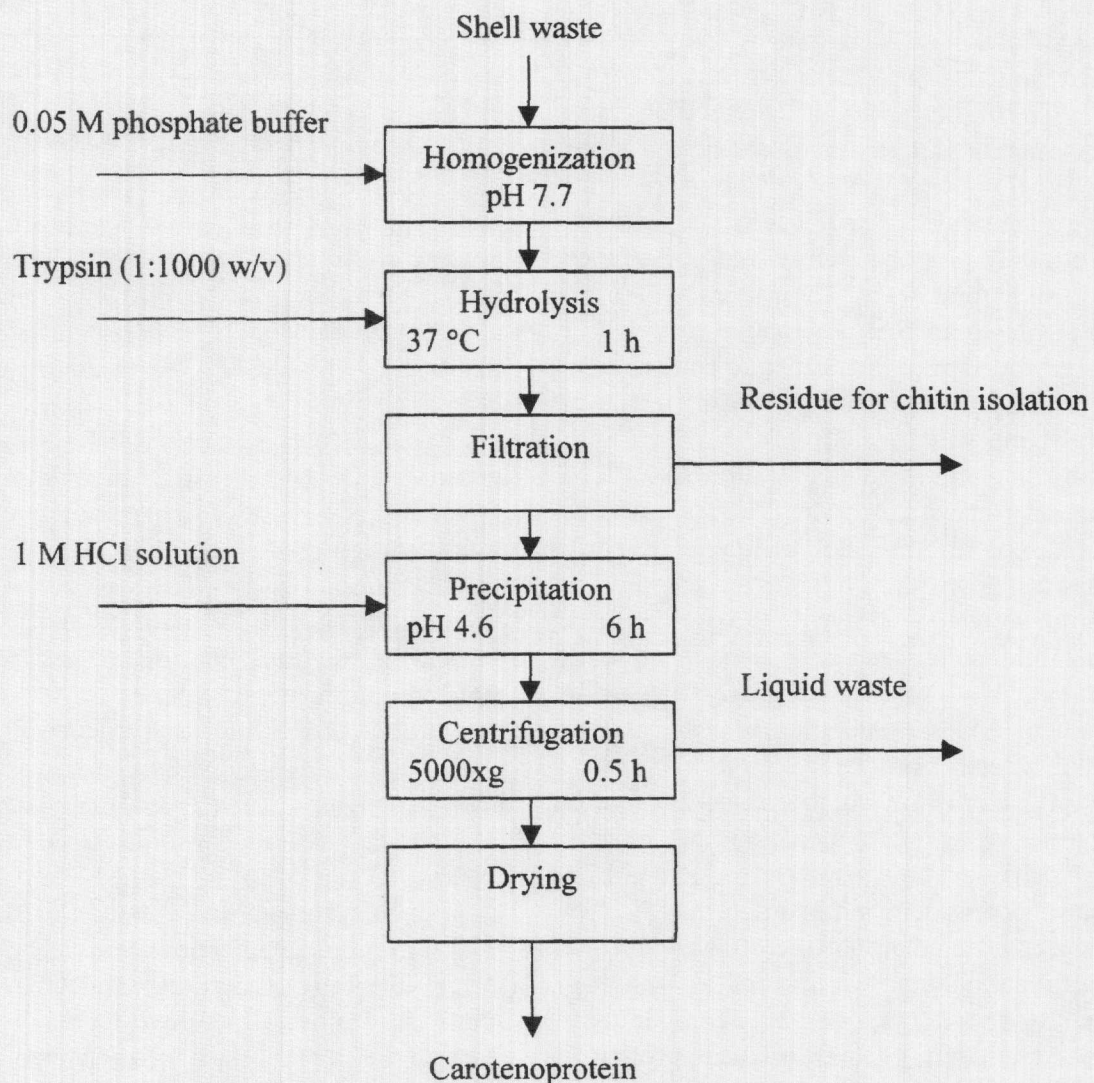 Shell waste
0.05 M phosphate buffer
Homogenization
pH 7.7
Trypsin (1:1000 w/v)
Hydrolysis
37 °C 1 h
Residue for chitin isolation
Filtration
1 M HCl solution
Precipitation
pH 4.6 6 h
Liquid waste
Centrifugation
5000xg 0.5 h
Drying
Carotenoprotein